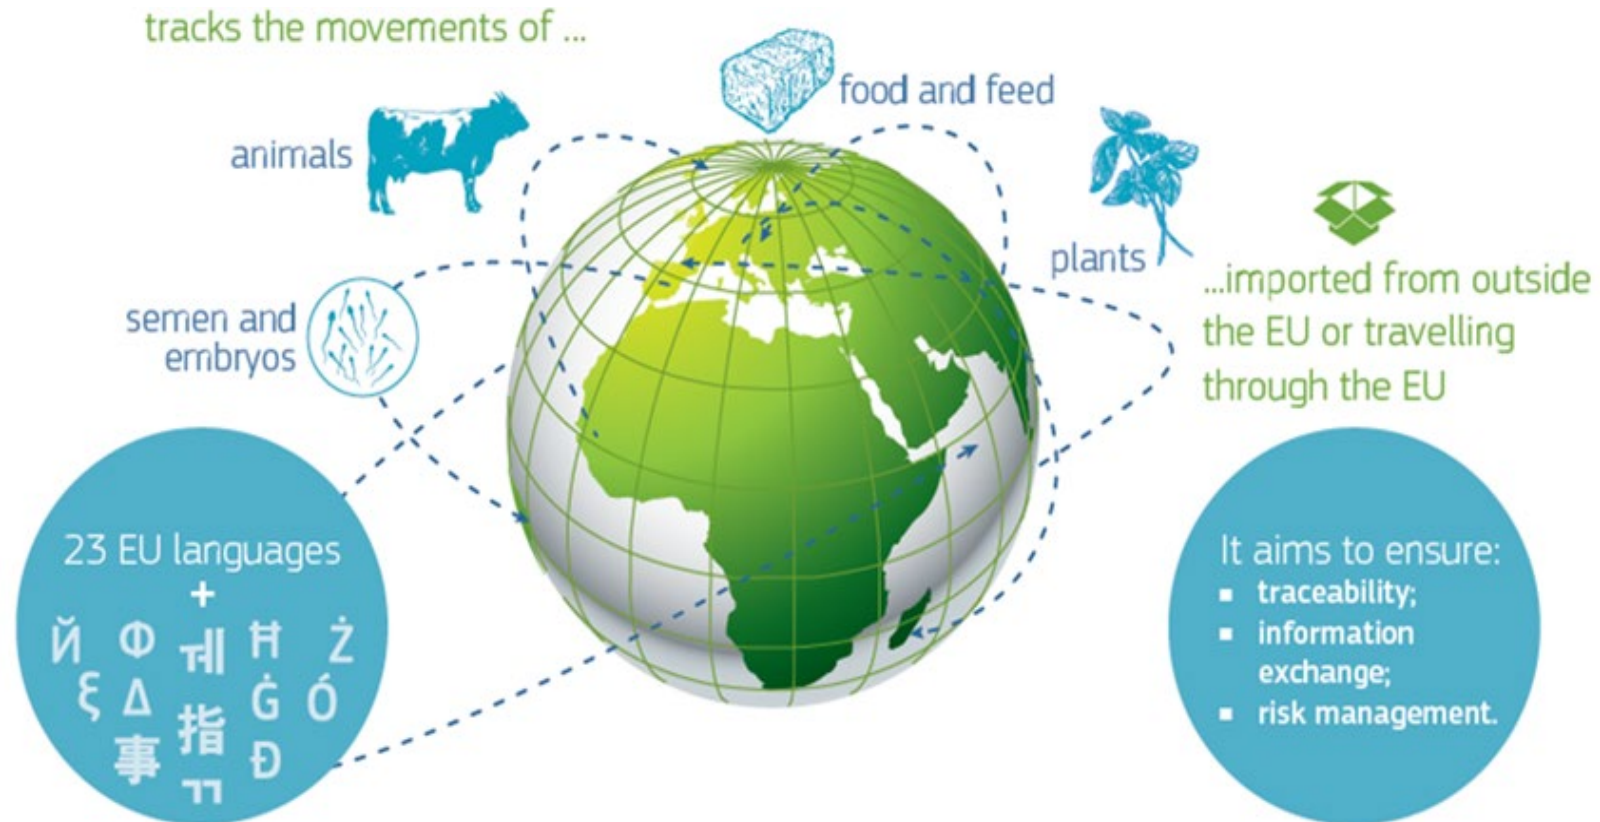 tracks the movements of ...
food and feed
animals
plants
...imported from outside
the EU or travelling
through the EU
semen and
embryos
23 EU languages
+
Й Ф 계 Ħ Ż
ξ Δ 指 Ġ Ó
事 ㄲ Đ
It aims to ensure:
▪ traceability;
▪ information
exchange;
▪ risk management.